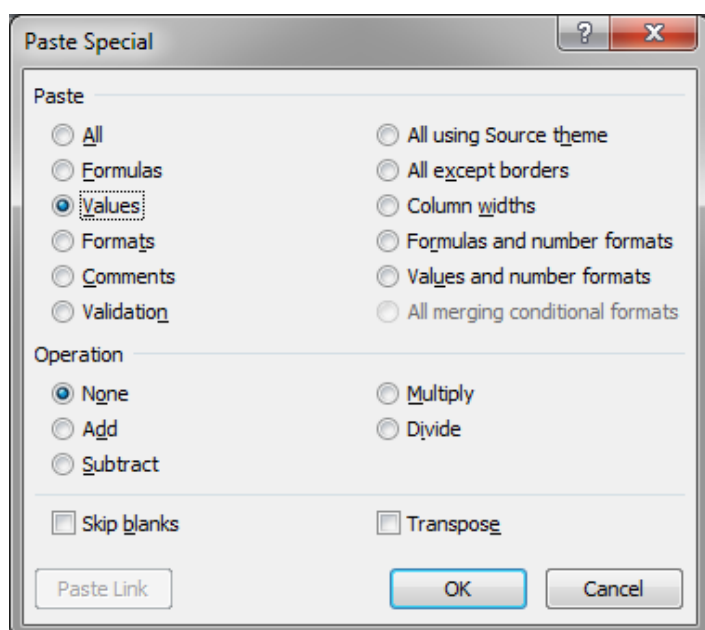 Paste Special
Paste
All
All using Source theme
Formulas
All except borders
Values
Column widths
Formats
Formulas and number formats
Comments
Values and number formats
Validation
All merging conditional formats
Operation
None
Multiply
Add
Divide
Subtract
Skip blanks
Transpose
Paste Link
OK
Cancel